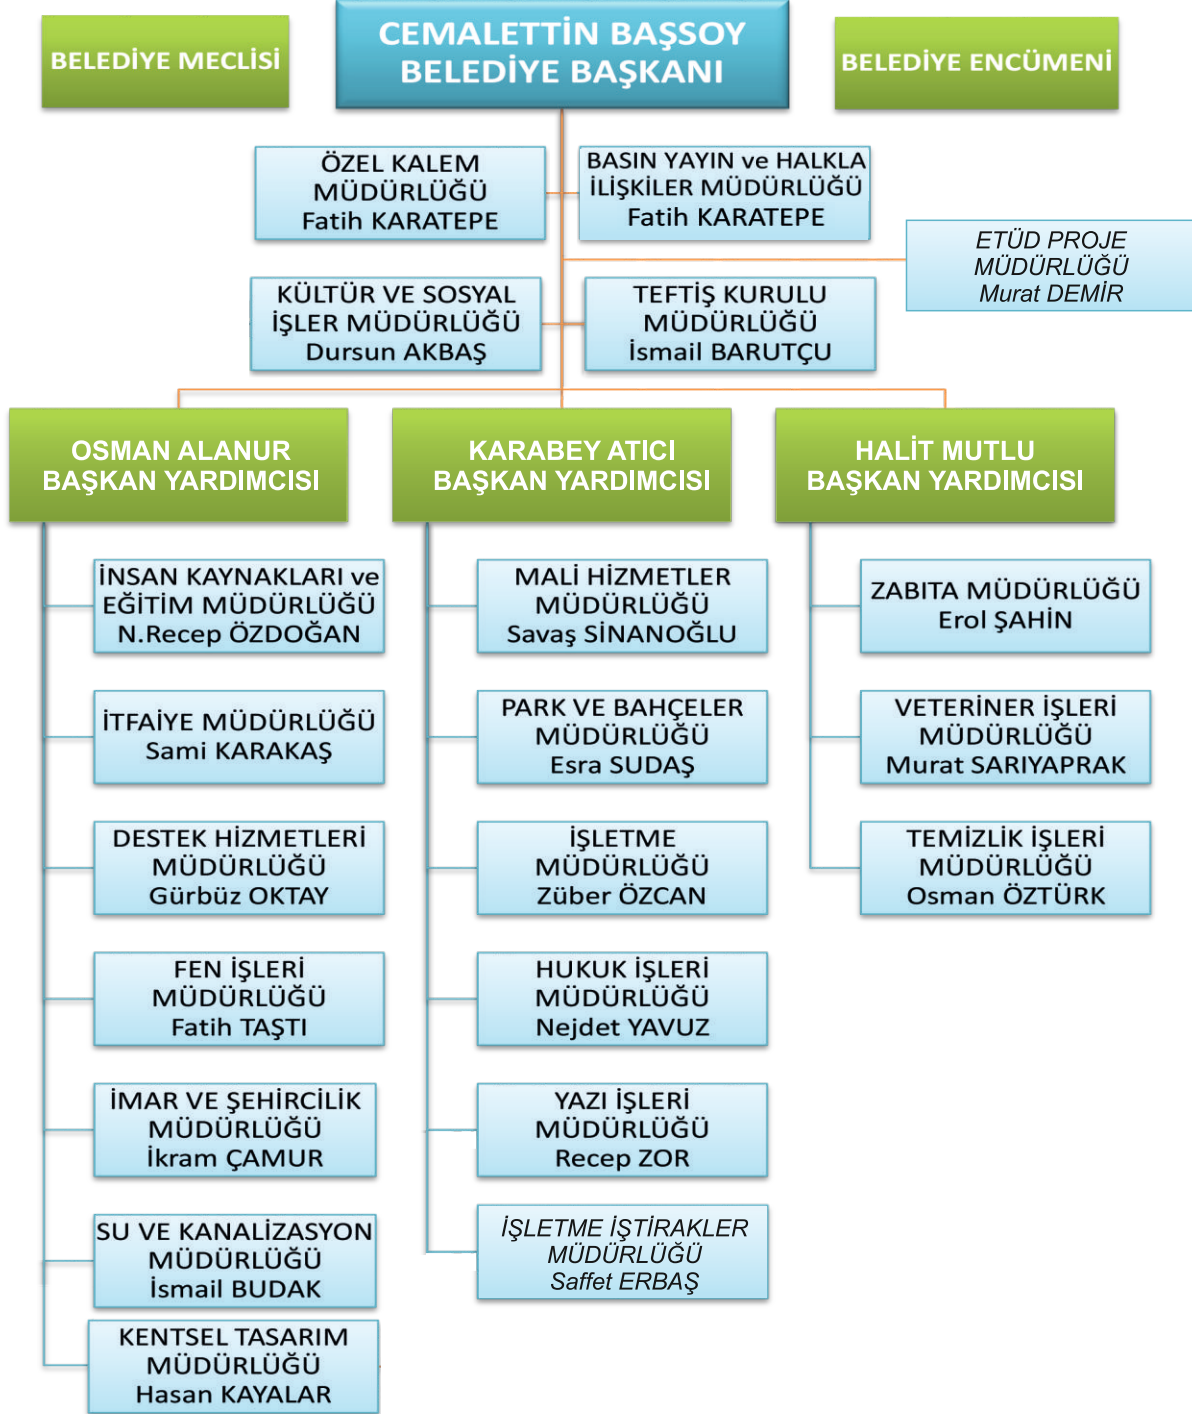 BELEDİYE MECLİSİ
CEMALETTİN BAŞSOY
BELEDİYE BAŞKANI
BELEDİYE ENCÜMENİ
ÖZEL KALEM
MÜDÜRLÜĞÜ
Fatih KARATEPE
BASIN YAYIN ve HALKLA
İLİŞKİLER MÜDÜRLÜĞÜ
Fatih KARATEPE
ETÜD PROJE
MÜDÜRLÜĞÜ
Murat DEMİR
KÜLTÜR VE SOSYAL
İŞLER MÜDÜRLÜĞÜ
Dursun AKBAŞ
TEFTİŞ KURULU
MÜDÜRLÜĞÜ
İsmail BARUTÇU
OSMAN ALANUR
BAŞKAN YARDIMCISI
İNSAN KAYNAKLARI ve
EĞİTİM MÜDÜRLÜĞÜ
N.Recep ÖZDOĞAN
İTFAİYE MÜDÜRLÜĞÜ
Sami KARAKAŞ
DESTEK HİZMETLERİ
MÜDÜRLÜĞÜ
Gürbüz OKTAY
FEN İŞLERİ
MÜDÜRLÜĞÜ
Fatih TAŞTI
İMAR VE ŞEHİRCİLİK
MÜDÜRLÜĞÜ
İkram ÇAMUR
SU VE KANALİZASYON
MÜDÜRLÜĞÜ
İsmail BUDAK
KENTSEL TASARIM
MÜDÜRLÜĞÜ
Hasan KAYALAR
KARABEY ATICI
BAŞKAN YARDIMCISI
MALİ HİZMETLER
MÜDÜRLÜĞÜ
Savaş SİNANOĞLU
PARK VE BAHÇELER
MÜDÜRLÜĞÜ
Esra SUDAŞ
İŞLETME
MÜDÜRLÜĞÜ
Züber ÖZCAN
HUKUK İŞLERİ
MÜDÜRLÜĞÜ
Nejdet YAVUZ
YAZI İŞLERİ
MÜDÜRLÜĞÜ
Recep ZOR
İŞLETME İŞTİRAKLER
MÜDÜRLÜĞÜ
Saffet ERBAŞ
HALİT MUTLU
BAŞKAN YARDIMCISI
ZABITA MÜDÜRLÜĞÜ
Erol ŞAHİN
VETERİNER İŞLERİ
MÜDÜRLÜĞÜ
Murat SARIYAPRAK
TEMİZLİK İŞLERİ
MÜDÜRLÜĞÜ
Osman ÖZTÜRK